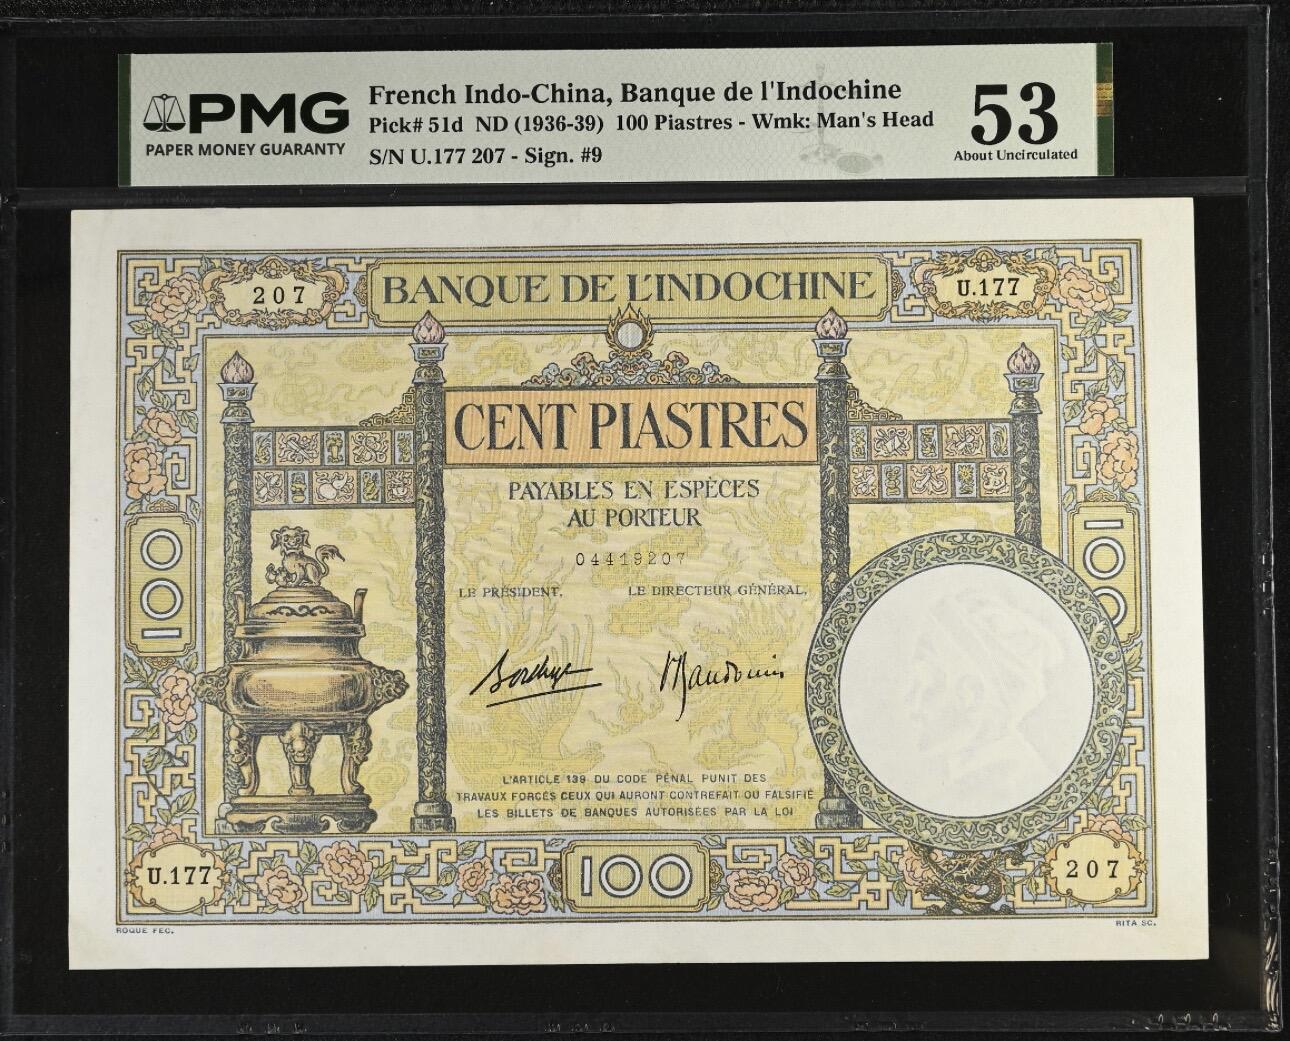 PMG
PAPER MONEY GUARANTY
French Indo-China, Banque de l'Indochine
Pick# 51d ND (1936-39) 100 Piastres - Wmk: Man's Head
S/N U.177 207 - Sign. #9
53
About Uncirculated
207
BANQUE DE L'INDOCHINE
U.177
CENT PIASTRES
PAYABLES EN ESPÈCES
AU PORTEUR
04419207
LE PRÉSIDENT,
LE DIRECTEUR GÉNÉRAL,
100
100
L'ARTICLE 139 DU CODE PÉNAL PUNIT DES
TRAVAUX FORCÉS CEUX QUI AURONT CONTREFAIT OU FALSIFIÉ
LES BILLETS DE BANQUES AUTORISÉES PAR LA LOI
U.177
100
207
ROQUE FEC.
RITA SC.